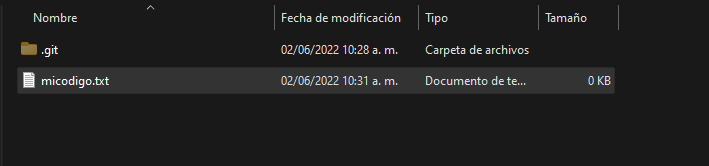 Nombre Fecha de modificación Tipo Tamaño
.git 02/06/2022 10:28 a. m. Carpeta de archivos
micodigo.txt 02/06/2022 10:31 a. m. Documento de te... 0 KB